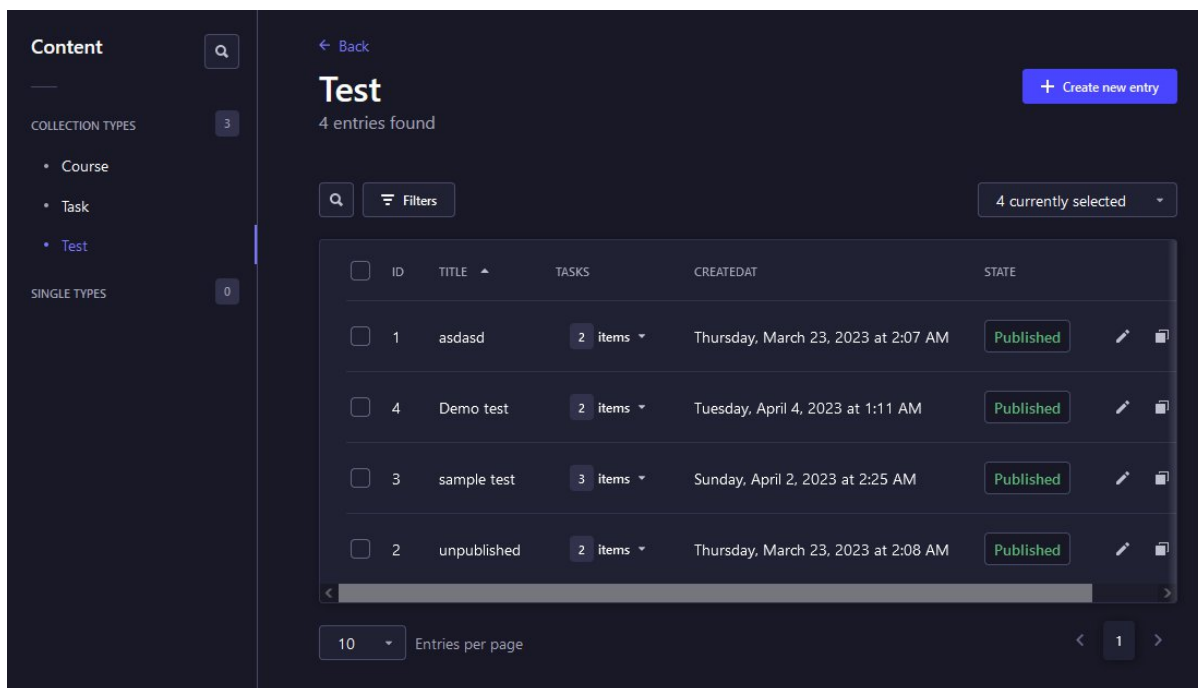 Content
COLLECTION TYPES 3
Course
Task
Test
SINGLE TYPES 0
← Back
Test
4 entries found
+ Create new entry
Filters
4 currently selected
ID TITLE TASKS CREATEDAT STATE
1 asdasd 2 items Thursday, March 23, 2023 at 2:07 AM Published
4 Demo test 2 items Tuesday, April 4, 2023 at 1:11 AM Published
3 sample test 3 items Sunday, April 2, 2023 at 2:25 AM Published
2 unpublished 2 items Thursday, March 23, 2023 at 2:08 AM Published
10 Entries per page
1